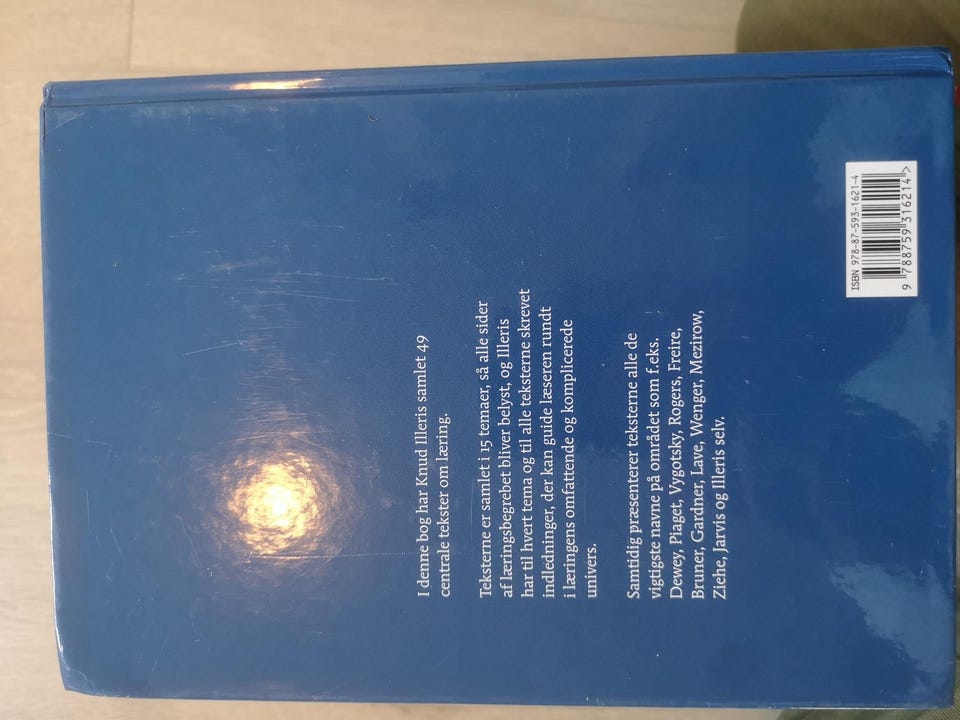 I denne bog har Knud Illeris samlet 49
centrale tekster om læring.
Teksterne er samlet i 15 temaer, så alle sider
af læringsbegrebet bliver belyst, og Illeris
har til hvert tema og til alle teksterne skrevet
indledninger, der kan guide læseren rundt
i læringens omfattende og komplicerede
univers.
Samtidig præsenterer teksterne alle de
vigtigste navne på området som f.eks.
Dewey, Piaget, Vygotsky, Rogers, Freire,
Bruner, Gardner, Lave, Wenger, Mezirow,
Ziehe, Jarvis og Illeris selv.
ISBN 978-87-593-1621-4
9 788759 316214 >